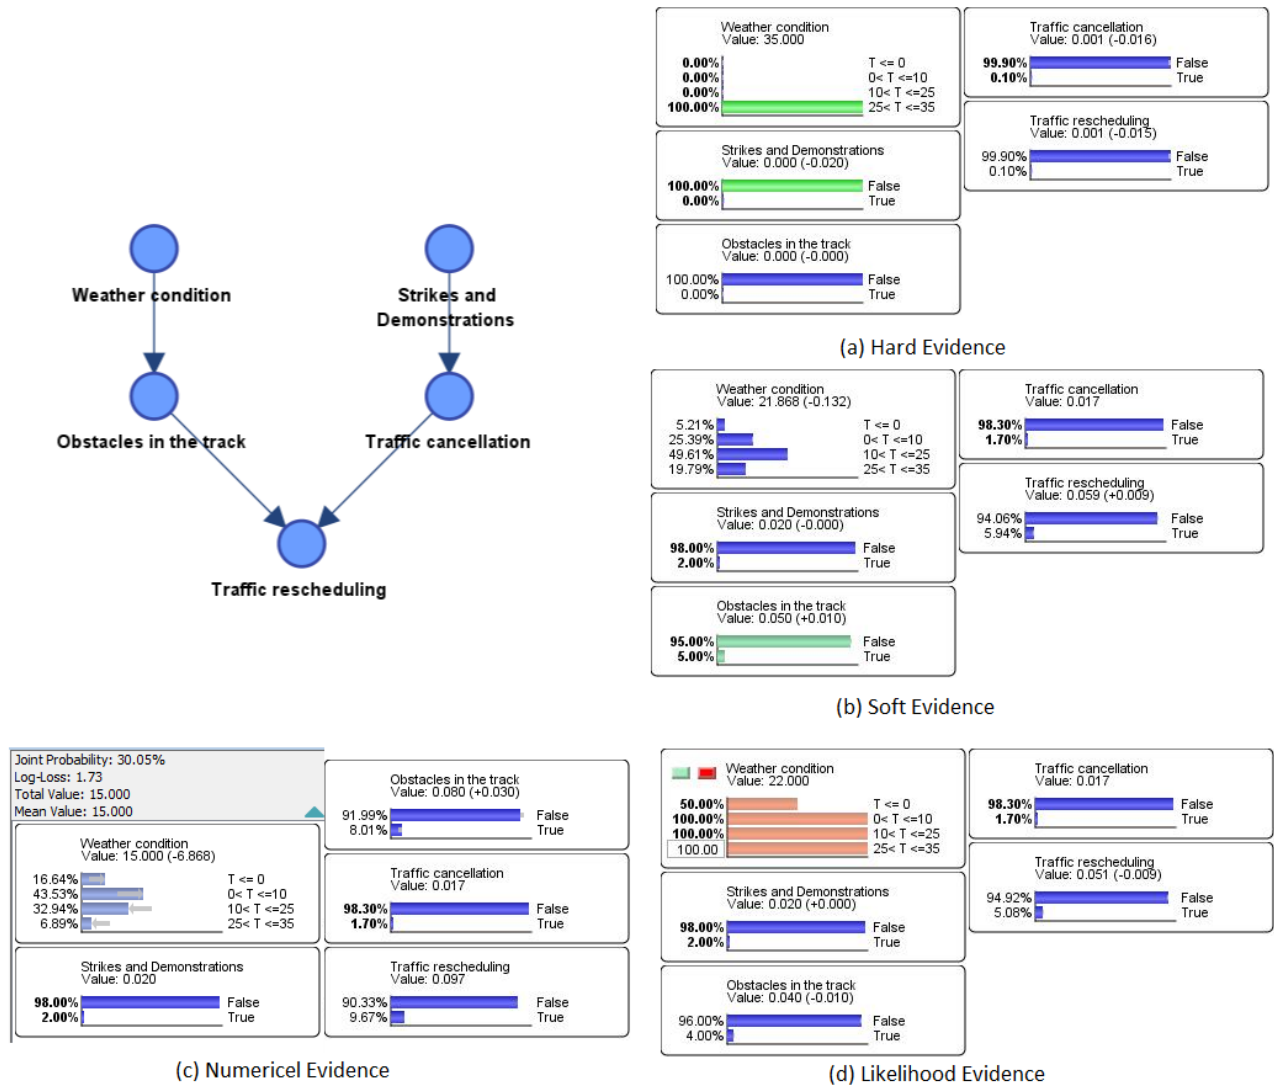 Weather condition
Strikes and
Demonstrations
Obstacles in the track
Traffic cancellation
Traffic rescheduling
Weather condition
Value: 35.000
0.00% T <= 0
0.00% 0< T <=10
0.00% 10< T <=25
100.00% 25< T <=35
Strikes and Demonstrations
Value: 0.000 (-0.020)
100.00% False
0.00% True
Obstacles in the track
Value: 0.000 (-0.000)
100.00% False
0.00% True
Traffic cancellation
Value: 0.001 (-0.016)
99.90% False
0.10% True
Traffic rescheduling
Value: 0.001 (-0.015)
99.90% False
0.10% True
(a) Hard Evidence
Weather condition
Value: 21.868 (-0.132)
5.21% T <= 0
25.39% 0< T <=10
49.61% 10< T <=25
19.79% 25< T <=35
Strikes and Demonstrations
Value: 0.020 (-0.000)
98.00% False
2.00% True
Obstacles in the track
Value: 0.050 (+0.010)
95.00% False
5.00% True
Traffic cancellation
Value: 0.017
98.30% False
1.70% True
Traffic rescheduling
Value: 0.059 (+0.009)
94.06% False
5.94% True
(b) Soft Evidence
Joint Probability: 30.05%
Log-Loss: 1.73
Total Value: 15.000
Mean Value: 15.000
Weather condition
Value: 15.000 (-6.868)
16.64% T <= 0
43.53% 0< T <=10
32.94% 10< T <=25
6.89% 25< T <=35
Strikes and Demonstrations
Value: 0.020
98.00% False
2.00% True
Obstacles in the track
Value: 0.080 (+0.030)
91.99% False
8.01% True
Traffic cancellation
Value: 0.017
98.30% False
1.70% True
Traffic rescheduling
Value: 0.097
90.33% False
9.67% True
(c) Numericel Evidence
Weather condition
Value: 22.000
50.00% T <= 0
100.00% 0< T <=10
100.00% 10< T <=25
100.00 25< T <=35
Strikes and Demonstrations
Value: 0.020 (+0.000)
98.00% False
2.00% True
Obstacles in the track
Value: 0.040 (-0.010)
96.00% False
4.00% True
Traffic cancellation
Value: 0.017
98.30% False
1.70% True
Traffic rescheduling
Value: 0.051 (-0.009)
94.92% False
5.08% True
(d) Likelihood Evidence